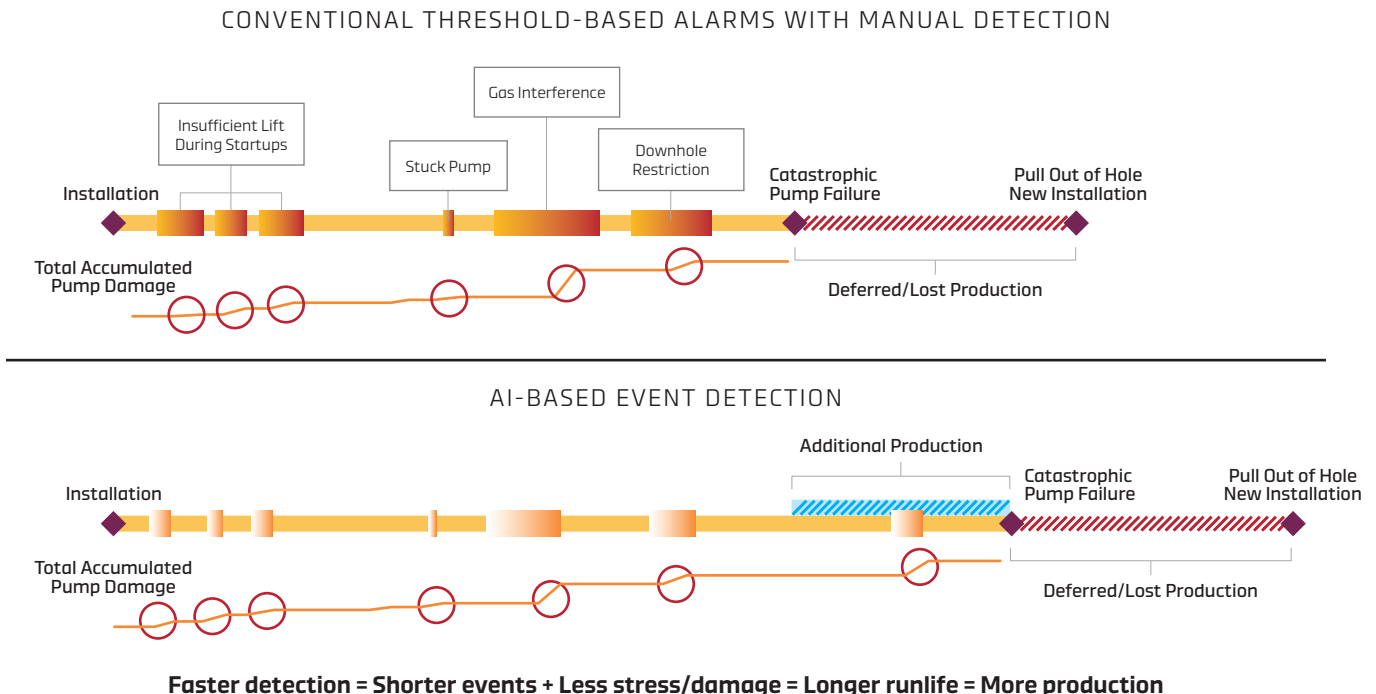 CONVENTIONAL THRESHOLD-BASED ALARMS WITH MANUAL DETECTION
Gas Interference
Insufficient Lift
During Startups
Stuck Pump
Downhole
Restriction
Installation
Catastrophic
Pump Failure
Pull Out of Hole
New Installation
Total Accumulated
Pump Damage
Deferred/Lost Production
AI-BASED EVENT DETECTION
Additional Production
Installation
Catastrophic
Pump Failure
Pull Out of Hole
New Installation
Total Accumulated
Pump Damage
Deferred/Lost Production
Faster detection = Shorter events + Less stress/damage = Longer runlife = More production